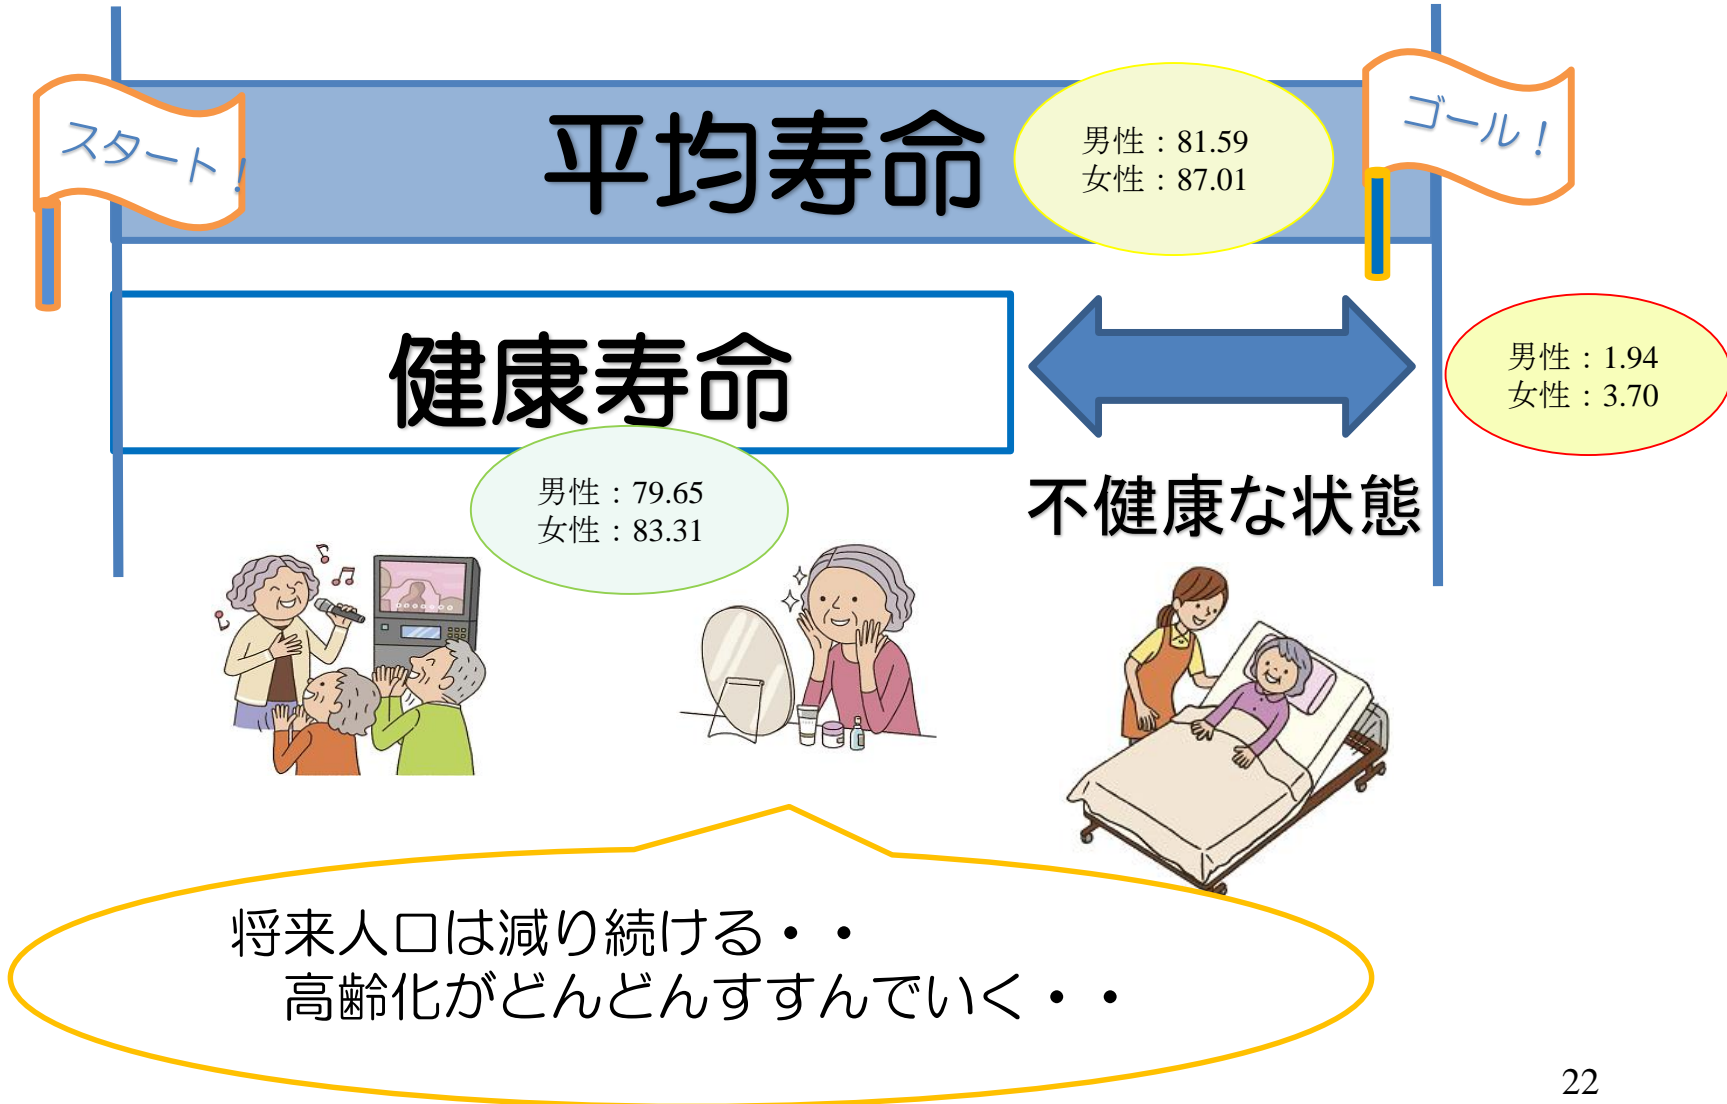 スタート！
平均寿命
男性：81.59
女性：87.01
ゴール！
健康寿命
男性：1.94
女性：3.70
男性：79.65
女性：83.31
不健康な状態
将来人口は減り続ける・・
高齢化がどんどんすすんでいく・・
22